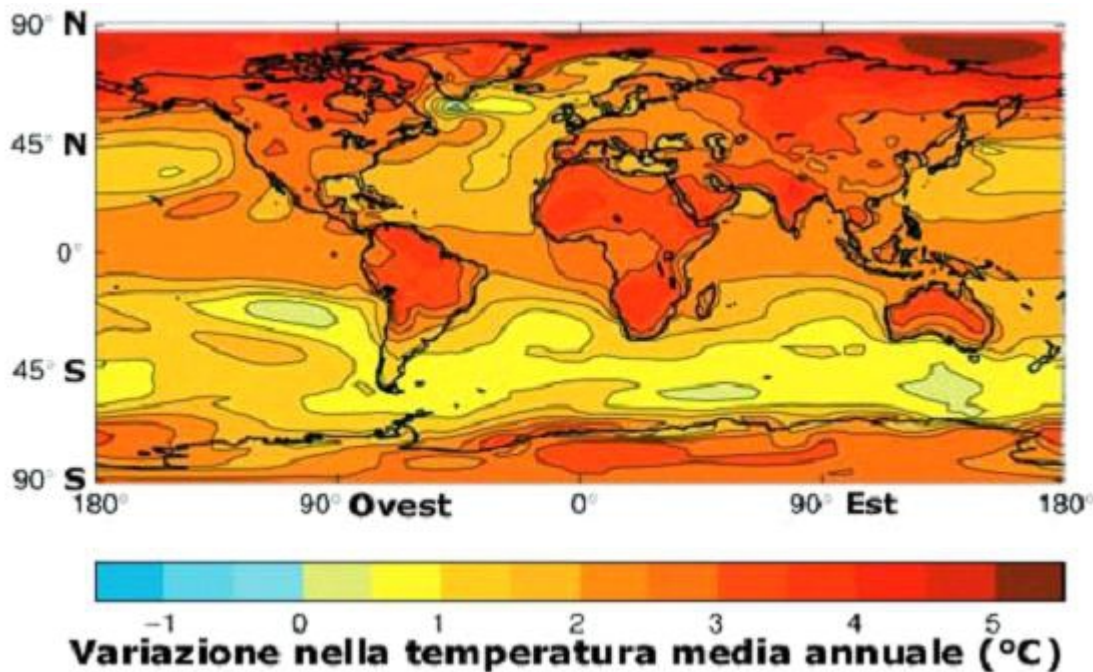 90° N
45° N
0°
45° S
90° S
180° 90° Ovest 0° 90° Est 180°
−1 0 1 2 3 4 5
Variazione nella temperatura media annuale (°C)